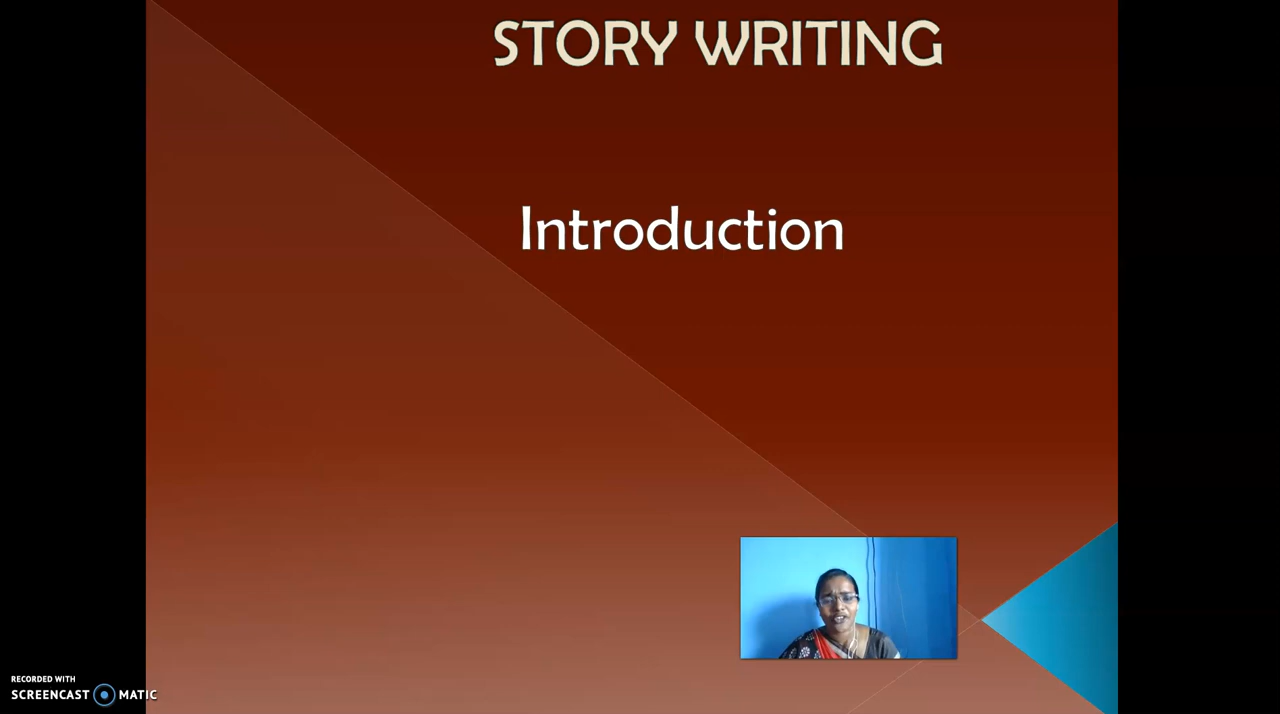 STORY WRITING
Introduction
RECORDED WITH
SCREENCAST MATIC